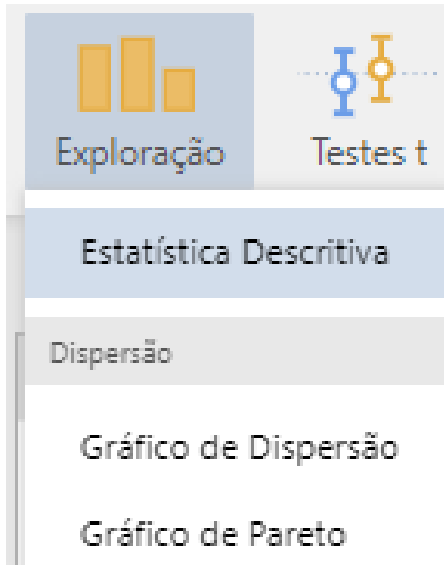 Exploração
Testes t
Estatística Descritiva
Dispersão
Gráfico de Dispersão
Gráfico de Pareto